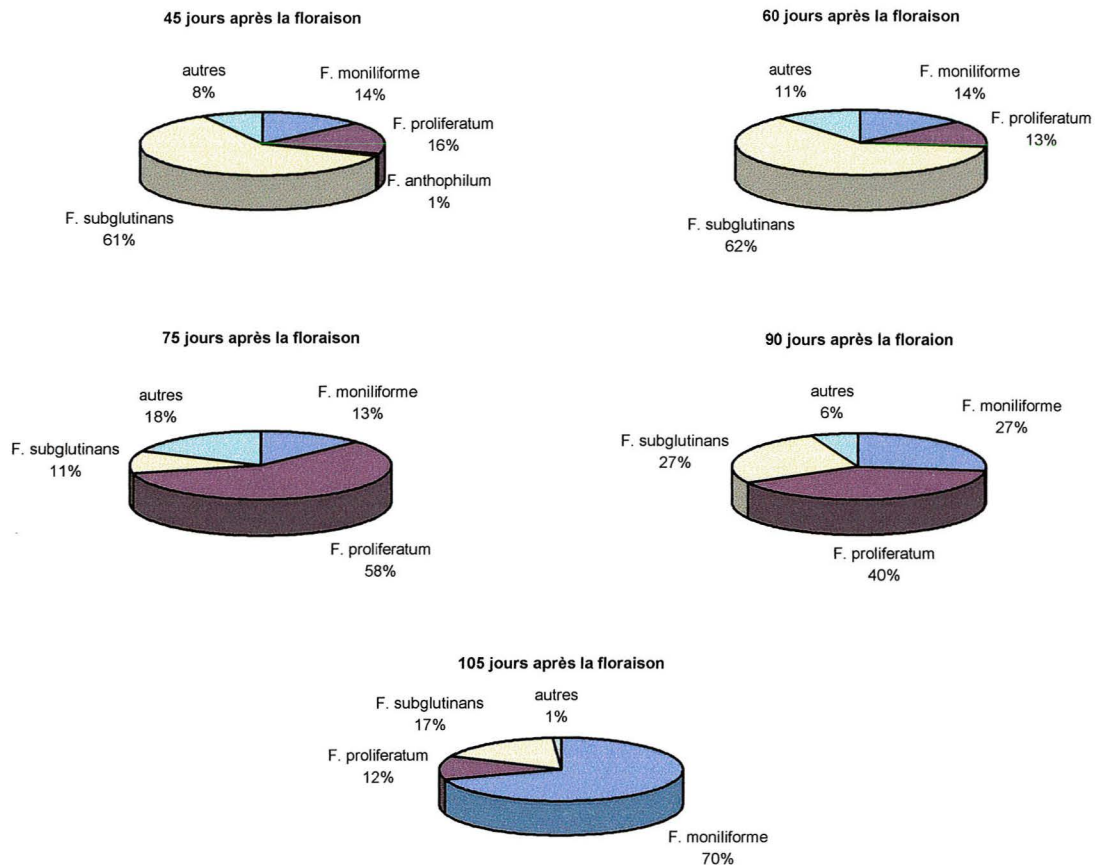 45 jours après la floraison
autres
8%
F. moniliforme
14%
F. proliferatum
16%
F. anthophilum
1%
F. subglutinans
61%
60 jours après la floraison
autres
11%
F. moniliforme
14%
F. proliferatum
13%
F. subglutinans
62%
75 jours après la floraison
autres
18%
F. moniliforme
13%
F. subglutinans
11%
F. proliferatum
58%
90 jours après la floraion
autres
6%
F. moniliforme
27%
F. subglutinans
27%
F. proliferatum
40%
105 jours après la floraison
F. subglutinans
17%
autres
1%
F. proliferatum
12%
F. moniliforme
70%